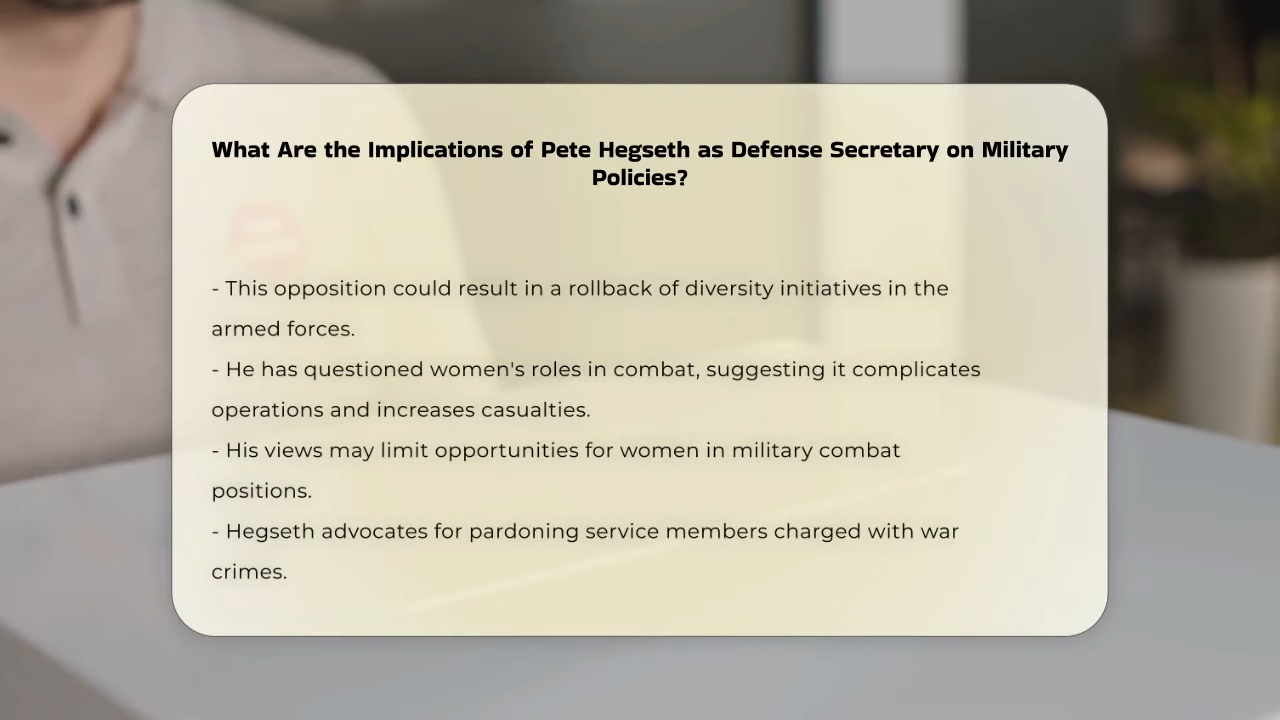 What Are the Implications of Pete Hegseth as Defense Secretary on Military
Policies?
- This opposition could result in a rollback of diversity initiatives in the
armed forces.
- He has questioned women's roles in combat, suggesting it complicates
operations and increases casualties.
- His views may limit opportunities for women in military combat
positions.
- Hegseth advocates for pardoning service members charged with war
crimes.